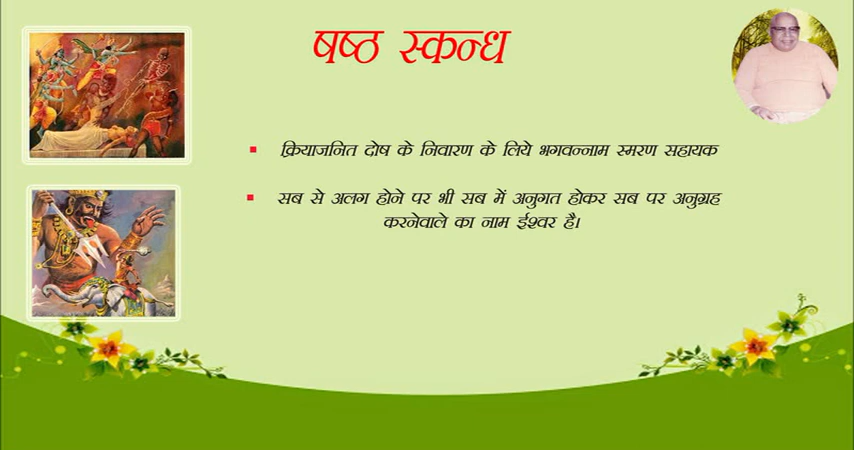 षष्ठ स्कन्ध
▪ क्रियाजनित दोष के निवारण के लिये भगवन्नाम स्मरण सहायक
▪ सब से अलग होने पर भी सब में अनुगत होकर सब पर अनुग्रह
करनेवाले का नाम ईश्वर है।